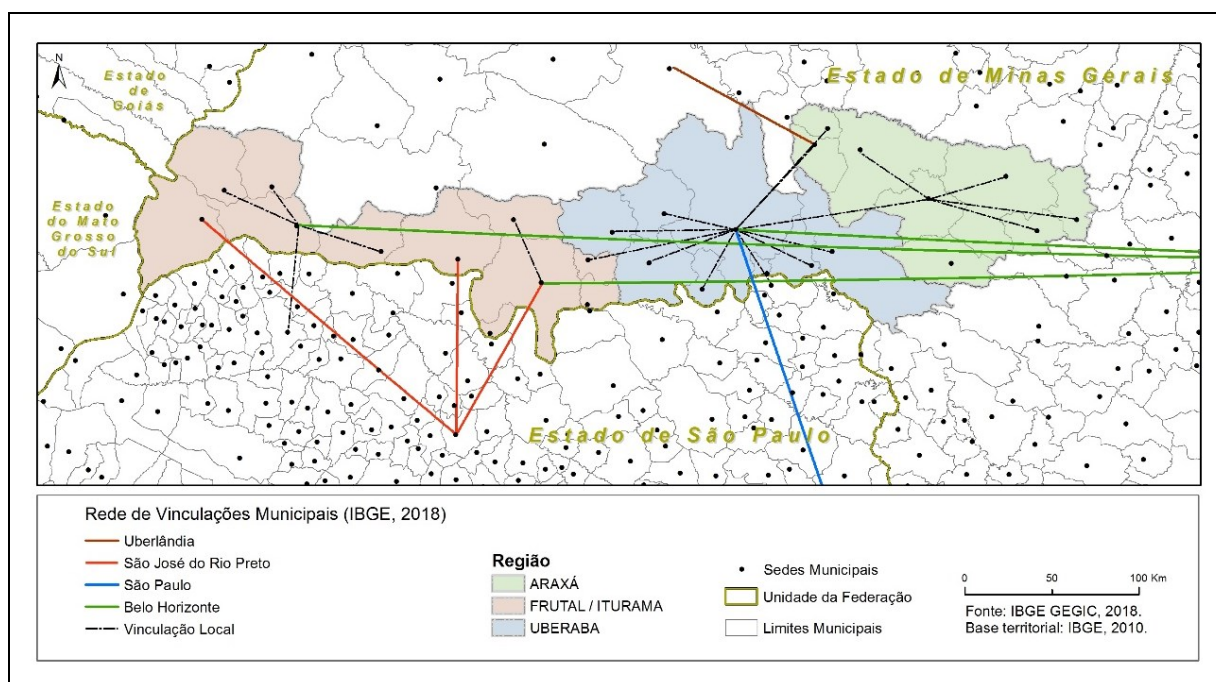 N
Estado
de
Goiás
Estado de Minas Gerais
Estado
do Mato
Grosso
do Sul
Estado de São Paulo
Rede de Vinculações Municipais (IBGE, 2018)
Uberlândia
São José do Rio Preto
São Paulo
Belo Horizonte
Vinculação Local
Região
ARAXÁ
FRUTAL / ITURAMA
UBERABA
Sedes Municipais
Unidade da Federação
Limites Municipais
0 50 100 Km
Fonte: IBGE GEGIC, 2018.
Base territorial: IBGE, 2010.